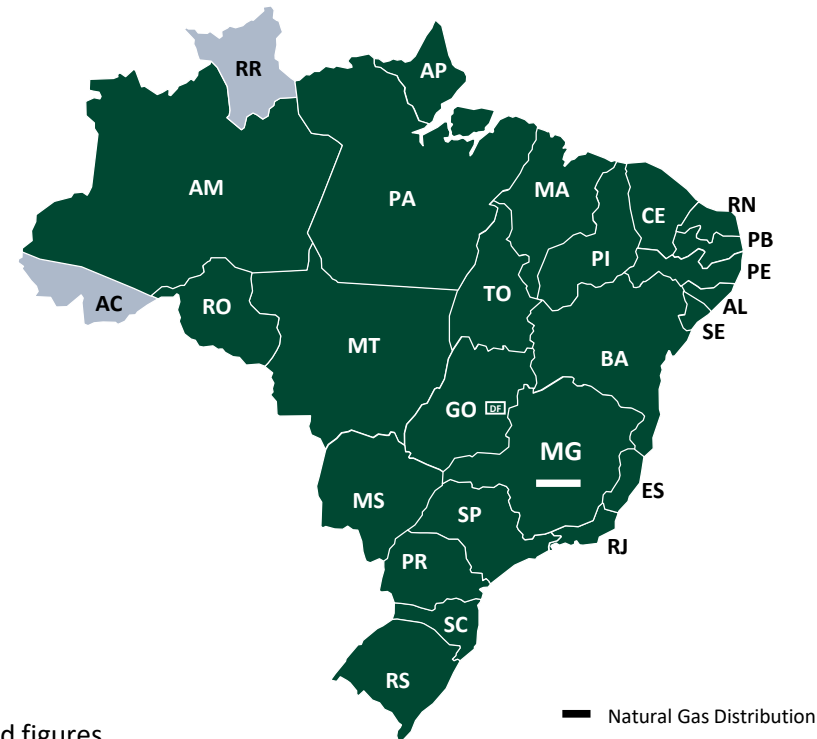 RR
AP
AM
PA
MA
CE
RN
PB
PI
PE
TO
AC
RO
AL
SE
MT
BA
GO
DF
MG
ES
MS
SP
RJ
PR
SC
RS
Natural Gas Distribution
d figures